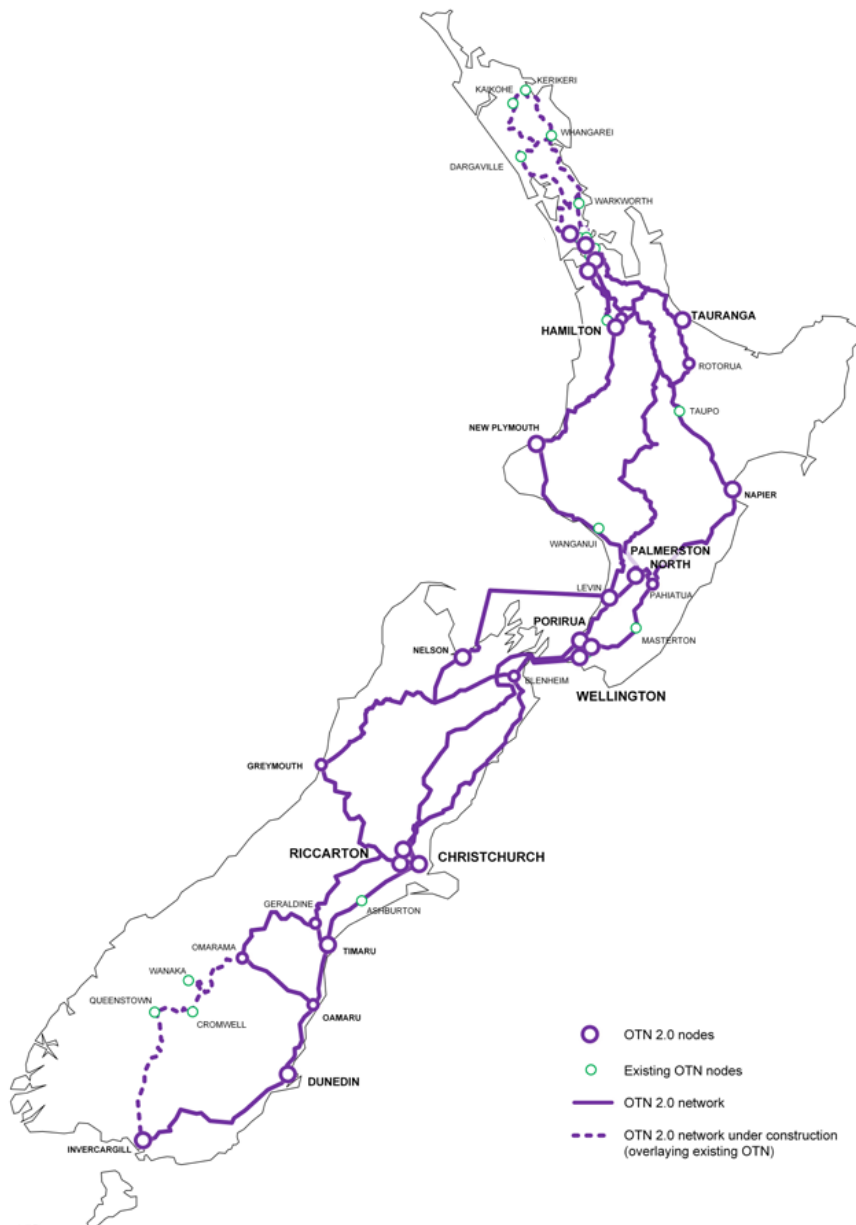 KERIKERI
KAIKOHE
WHANGAREI
DARGAVILLE
WARKWORTH
TAURANGA
HAMILTON
ROTORUA
TAUPO
NEW PLYMOUTH
NAPIER
WANGANUI
PALMERSTON
NORTH
LEVIN
PAHIATUA
PORIRUA
MASTERTON
NELSON
BLENHEIM
WELLINGTON
GREYMOUTH
RICCARTON
CHRISTCHURCH
GERALDINE
ASHBURTON
OMARAMA
TIMARU
WANAKA
QUEENSTOWN
CROMWELL
OAMARU
DUNEDIN
INVERCARGILL
OTN 2.0 nodes
Existing OTN nodes
OTN 2.0 network
OTN 2.0 network under construction
(overlaying existing OTN)